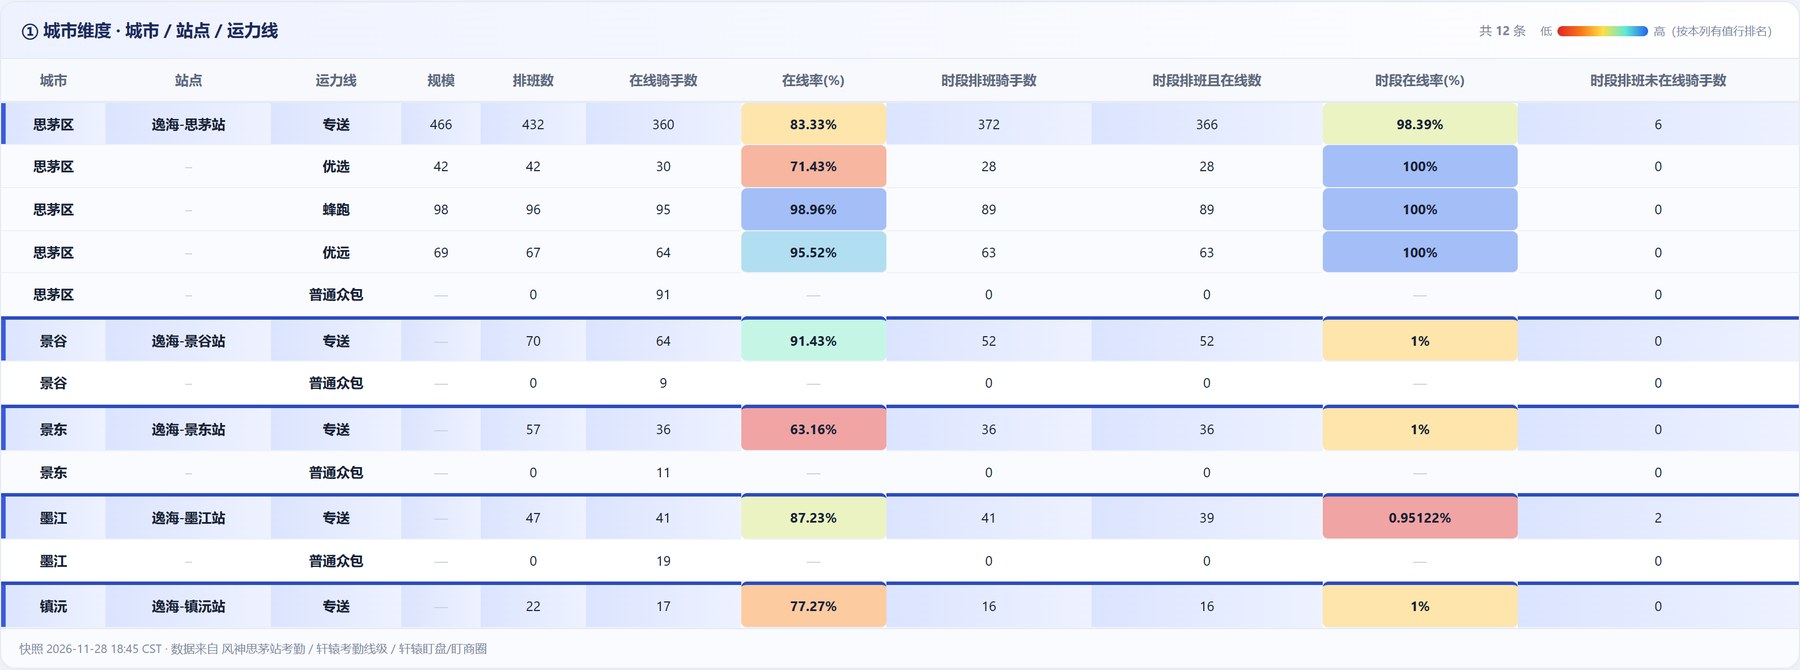 ① 城市维度 · 城市 / 站点 / 运力线 共 12 条 低 高 (按本列有值行排名)
城市 站点 运力线 规模 排班数 在线骑手数 在线率(%) 时段排班骑手数 时段排班且在线数 时段在线率(%) 时段排班未在线骑手数
思茅区 逸海-思茅站 专送 466 432 360 83.33% 372 366 98.39% 6
思茅区 – 优选 42 42 30 71.43% 28 28 100% 0
思茅区 – 蜂跑 98 96 95 98.96% 89 89 100% 0
思茅区 – 优远 69 67 64 95.52% 63 63 100% 0
思茅区 – 普通众包 — 0 91 — 0 0 — 0
景谷 逸海-景谷站 专送 — 70 64 91.43% 52 52 1% 0
景谷 – 普通众包 — 0 9 — 0 0 — 0
景东 逸海-景东站 专送 — 57 36 63.16% 36 36 1% 0
景东 – 普通众包 — 0 11 — 0 0 — 0
墨江 逸海-墨江站 专送 — 47 41 87.23% 41 39 0.95122% 2
墨江 – 普通众包 — 0 19 — 0 0 — 0
镇沅 逸海-镇沅站 专送 — 22 17 77.27% 16 16 1% 0
快照 2026-11-28 18:45 CST · 数据来自 风神思茅站考勤 / 轩辕考勤线级 / 轩辕盯盘/盯商圈